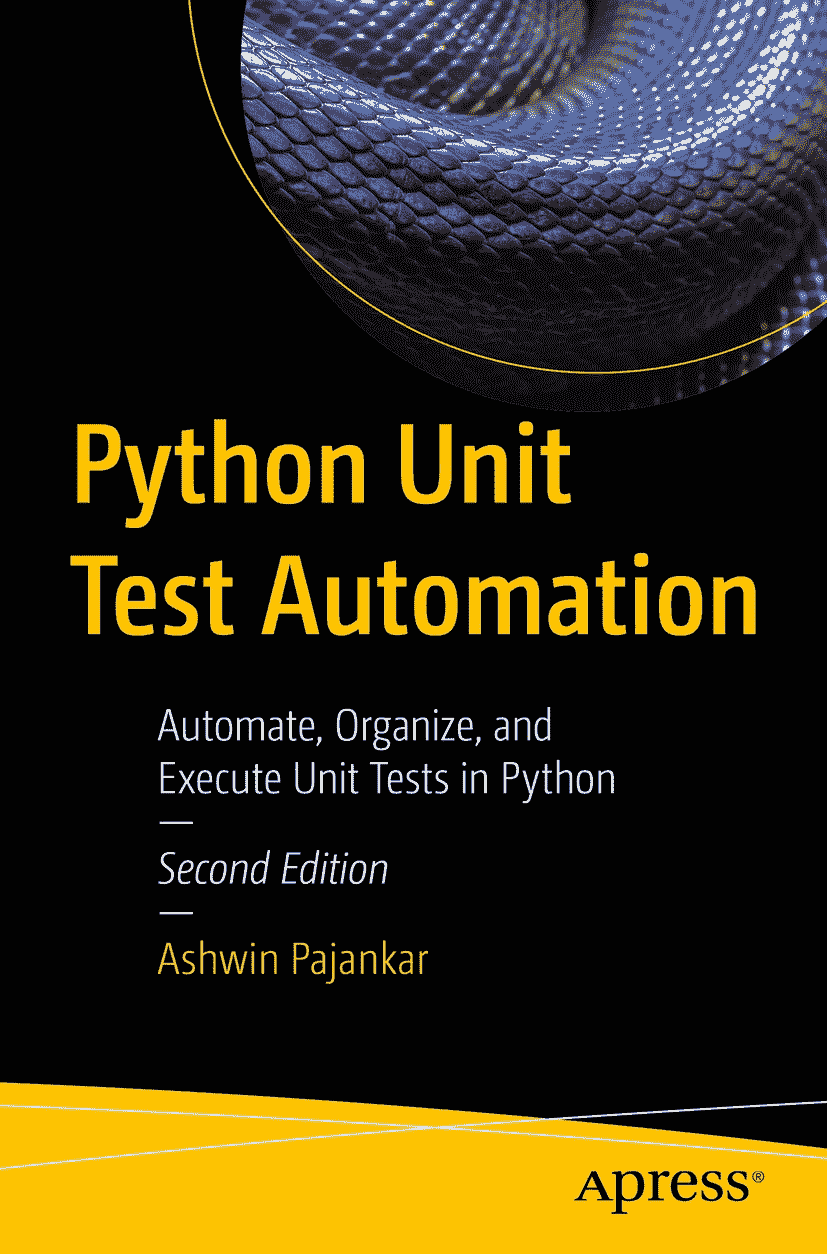 Python Unit
Test Automation
Automate, Organize, and
Execute Unit Tests in Python
—
Second Edition
—
Ashwin Pajankar
Apress®